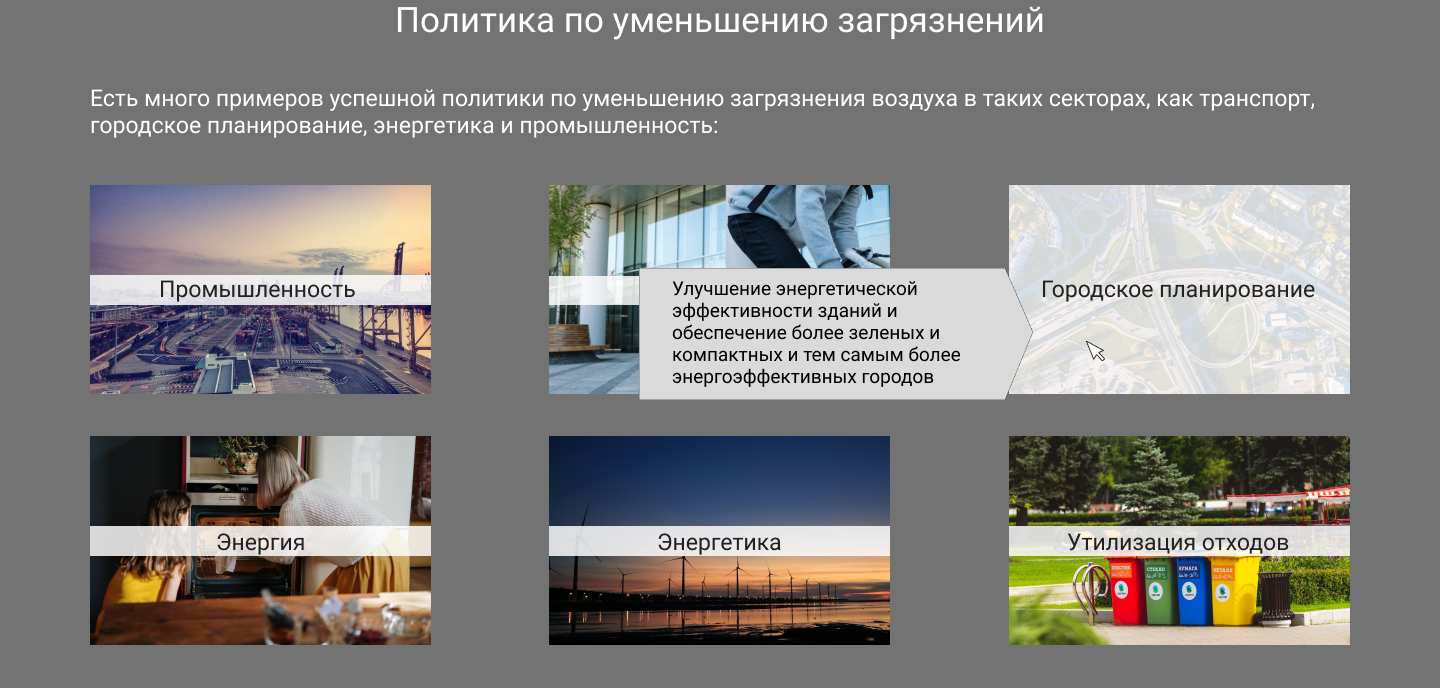 Политика по уменьшению загрязнений
Есть много примеров успешной политики по уменьшению загрязнения воздуха в таких секторах, как транспорт,
городское планирование, энергетика и промышленность:
Промышленность
Улучшение энергетической
эффективности зданий и
обеспечение более зеленых и
компактных и тем самым более
энергоэффективных городов
Городское планирование
Энергия
Энергетика
Утилизация отходов
ПЛАСТИК
СТЕКЛО
БУМАГА
МЕТАЛЛ